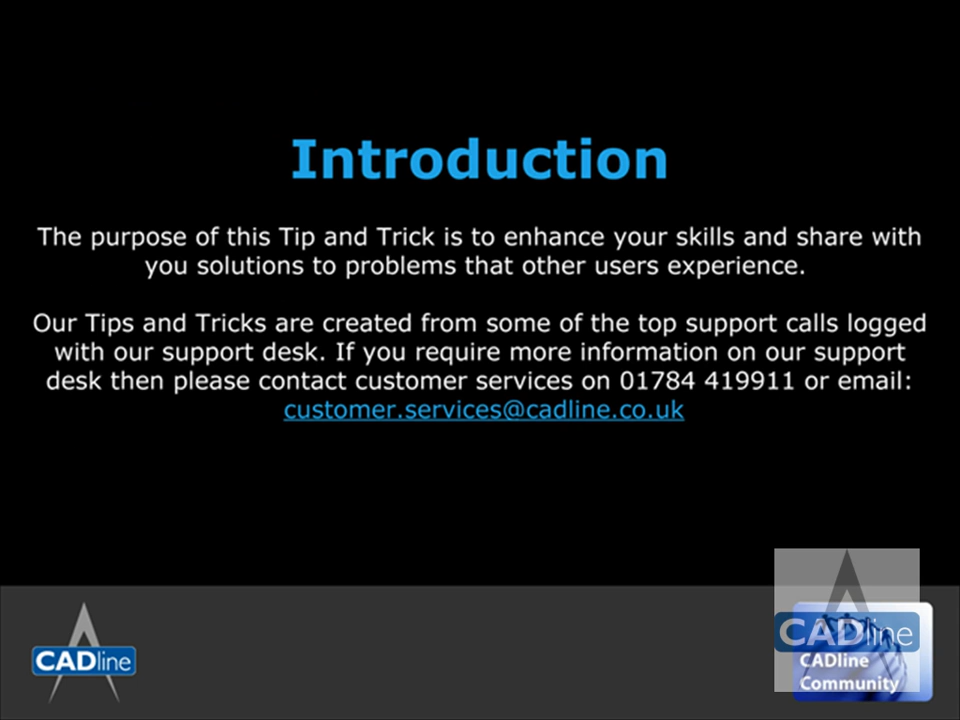 Introduction
The purpose of this Tip and Trick is to enhance your skills and share with
you solutions to problems that other users experience.
Our Tips and Tricks are created from some of the top support calls logged
with our support desk. If you require more information on our support
desk then please contact customer services on 01784 419911 or email:
customer.services@cadline.co.uk
CADline
CADline
CADline
Community